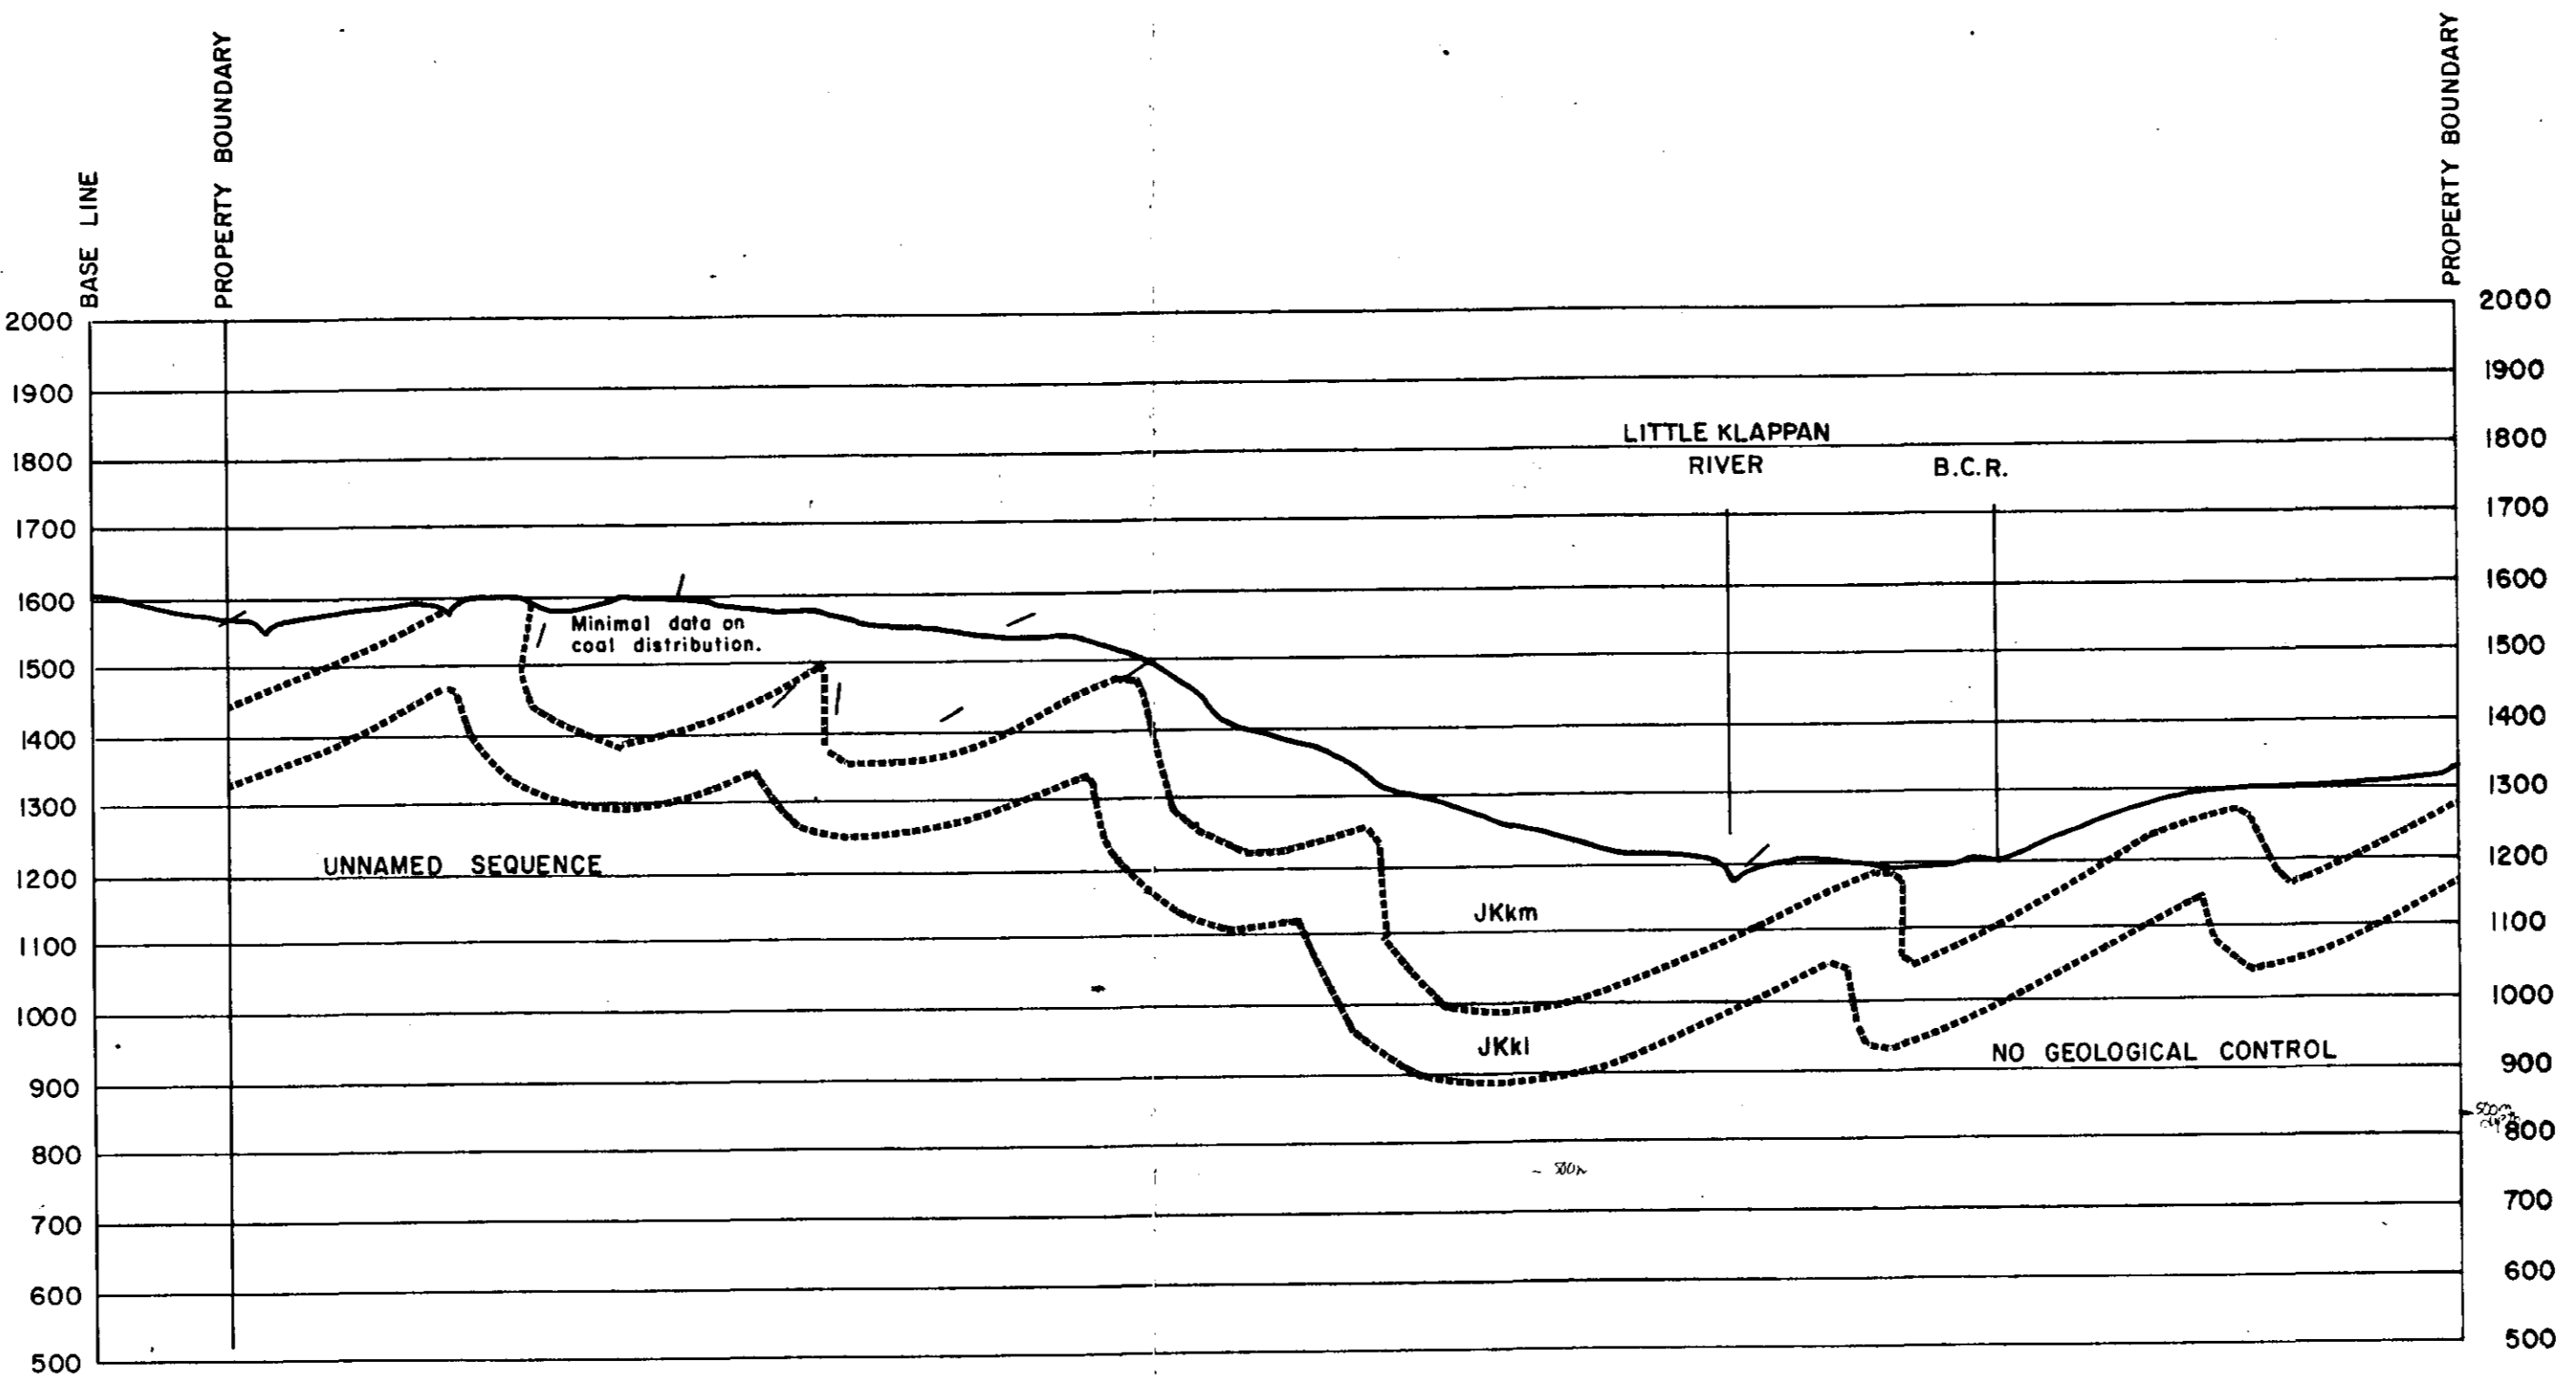 BASE LINE
PROPERTY BOUNDARY
PROPERTY BOUNDARY
2000
1900
1800
1700
1600
1500
1400
1300
1200
1100
1000
900
800
700
600
500
LITTLE KLAPPAN
RIVER
B.C.R.
Minimal data on
coal distribution.
UNNAMED SEQUENCE
JKkm
JKkl
NO GEOLOGICAL CONTROL
2000
1900
1800
1700
1600
1500
1400
1300
1200
1100
1000
900
500m
800
700
600
500